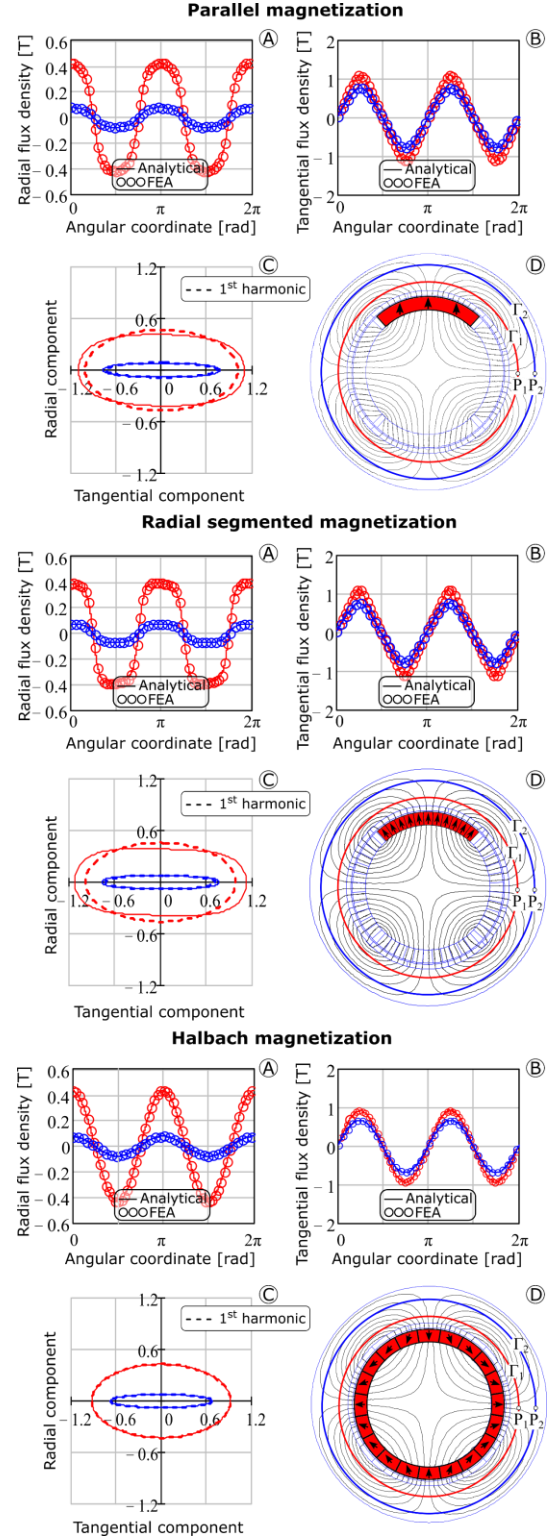 Parallel magnetization
A
Radial flux density [T]
0.6
0.4
0.2
0
−0.2
−0.4
−0.6
Analytical
FEA
0 π 2π
Angular coordinate [rad]
B
Tangential flux density [T]
2
1
0
−1
−2
Analytical
FEA
0 π 2π
Angular coordinate [rad]
C
1st harmonic
Radial component
1.2
0.6
−1.2 −0.6 0 0.6 1.2
−0.6
−1.2
Tangential component
D
Γ2
Γ1
P1 P2
Radial segmented magnetization
A
Radial flux density [T]
0.6
0.4
0.2
0
−0.2
−0.4
−0.6
Analytical
FEA
0 π 2π
Angular coordinate [rad]
B
Tangential flux density [T]
2
1
0
−1
−2
Analytical
FEA
0 π 2π
Angular coordinate [rad]
C
1st harmonic
Radial component
1.2
0.6
−1.2 −0.6 0 0.6 1.2
−0.6
−1.2
Tangential component
D
Γ2
Γ1
P1 P2
Halbach magnetization
A
Radial flux density [T]
0.6
0.4
0.2
0
−0.2
−0.4
−0.6
Analytical
FEA
0 π 2π
Angular coordinate [rad]
B
Tangential flux density [T]
2
1
0
−1
−2
Analytical
FEA
0 π 2π
Angular coordinate [rad]
C
1st harmonic
Radial component
1.2
0.6
−1.2 −0.6 0 0.6 1.2
−0.6
−1.2
Tangential component
D
Γ2
Γ1
P1 P2